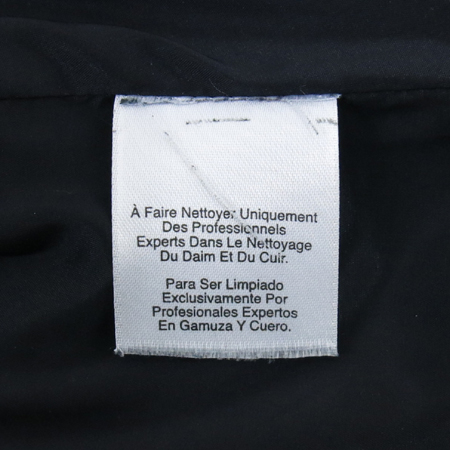 À Faire Nettoyer Uniquement
Des Professionnels
Experts Dans Le Nettoyage
Du Daim Et Du Cuir.
Para Ser Limpiado
Exclusivamente Por
Profesionales Expertos
En Gamuza Y Cuero.